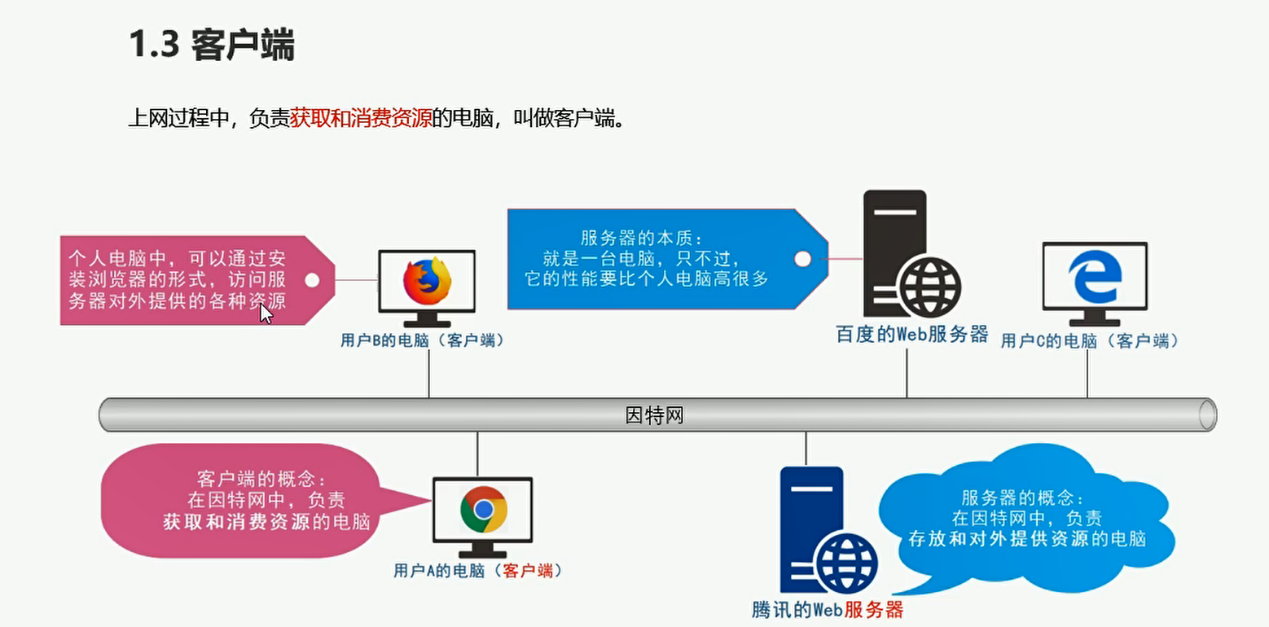 1.3 客户端
上网过程中，负责获取和消费资源的电脑，叫做客户端。
个人电脑中，可以通过安
装浏览器的形式，访问服
务器对外提供的各种资源
用户B的电脑（客户端）
服务器的本质：
就是一台电脑，只不过，
它的性能要比个人电脑高很多
百度的Web服务器
用户C的电脑（客户端）
因特网
客户端的概念：
在因特网中，负责
获取和消费资源的电脑
用户A的电脑（客户端）
腾讯的Web服务器
服务器的概念：
在因特网中，负责
存放和对外提供资源的电脑